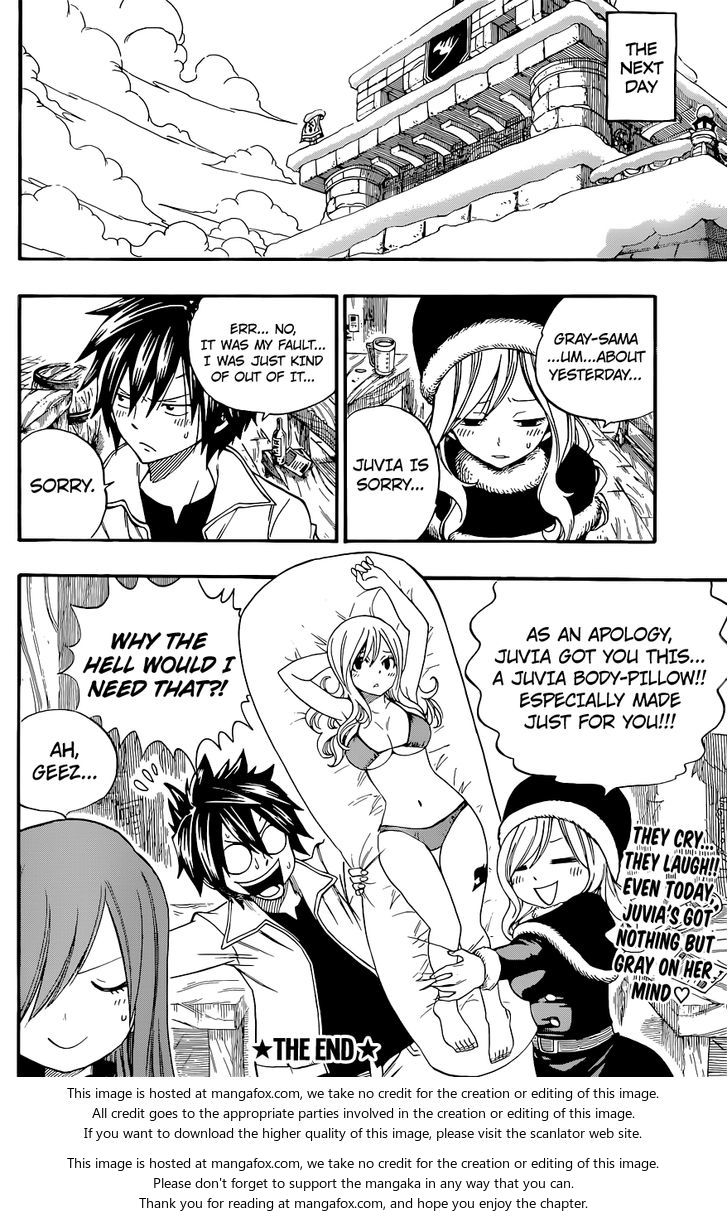 THE
NEXT
DAY
GRAY-SAMA
...UM...ABOUT
YESTERDAY...
JUVIA IS
SORRY...
ERR... NO,
IT WAS MY FAULT...
I WAS JUST KIND
OF OUT OF IT...
SORRY.
AS AN APOLOGY,
JUVIA GOT YOU THIS...
A JUVIA BODY-PILLOW!!
ESPECIALLY MADE
JUST FOR YOU!!!
WHY THE
HELL WOULD I
NEED THAT?!
AH,
GEEZ...
THEY CRY...
THEY LAUGH!!
EVEN TODAY,
JUVIA'S GOT
NOTHING BUT
GRAY ON HER
MIND ♡
★THE END★
This image is hosted at mangafox.com, we take no credit for the creation or editing of this image.
All credit goes to the appropriate parties involved in the creation or editing of this image.
If you want to download the higher quality of this image, please visit the scanlator web site.
This image is hosted at mangafox.com, we take no credit for the creation or editing of this image.
Please don't forget to support the mangaka in any way that you can.
Thank you for reading at mangafox.com, and hope you enjoy the chapter.